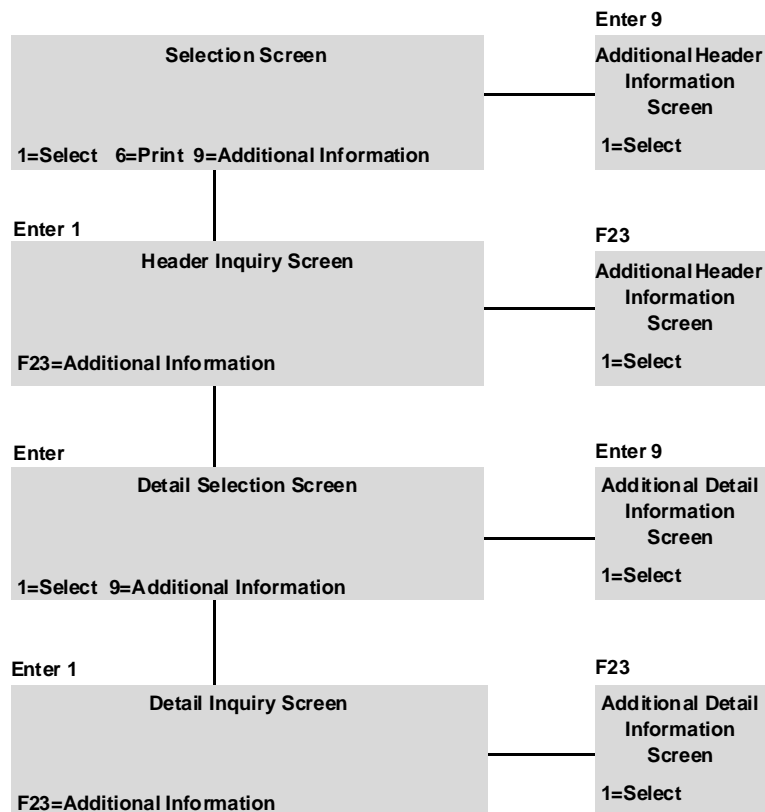 Enter 9
Selection Screen
1=Select 6=Print 9=Additional Information
Additional Header
Information
Screen
1=Select
Enter 1
Header Inquiry Screen
F23=Additional Information
F23
Additional Header
Information
Screen
1=Select
Enter
Detail Selection Screen
1=Select 9=Additional Information
Enter 9
Additional Detail
Information
Screen
1=Select
Enter 1
Detail Inquiry Screen
F23=Additional Information
F23
Additional Detail
Information
Screen
1=Select